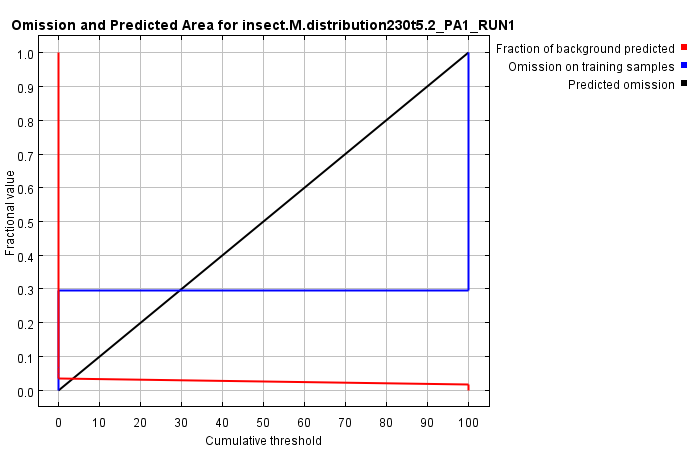 Omission and Predicted Area for insect.M.distribution230t5.2_PA1_RUN1
Fraction of background predicted
Omission on training samples
Predicted omission
Fractional value
1.0
0.9
0.8
0.7
0.6
0.5
0.4
0.3
0.2
0.1
0.0
0 10 20 30 40 50 60 70 80 90 100
Cumulative threshold